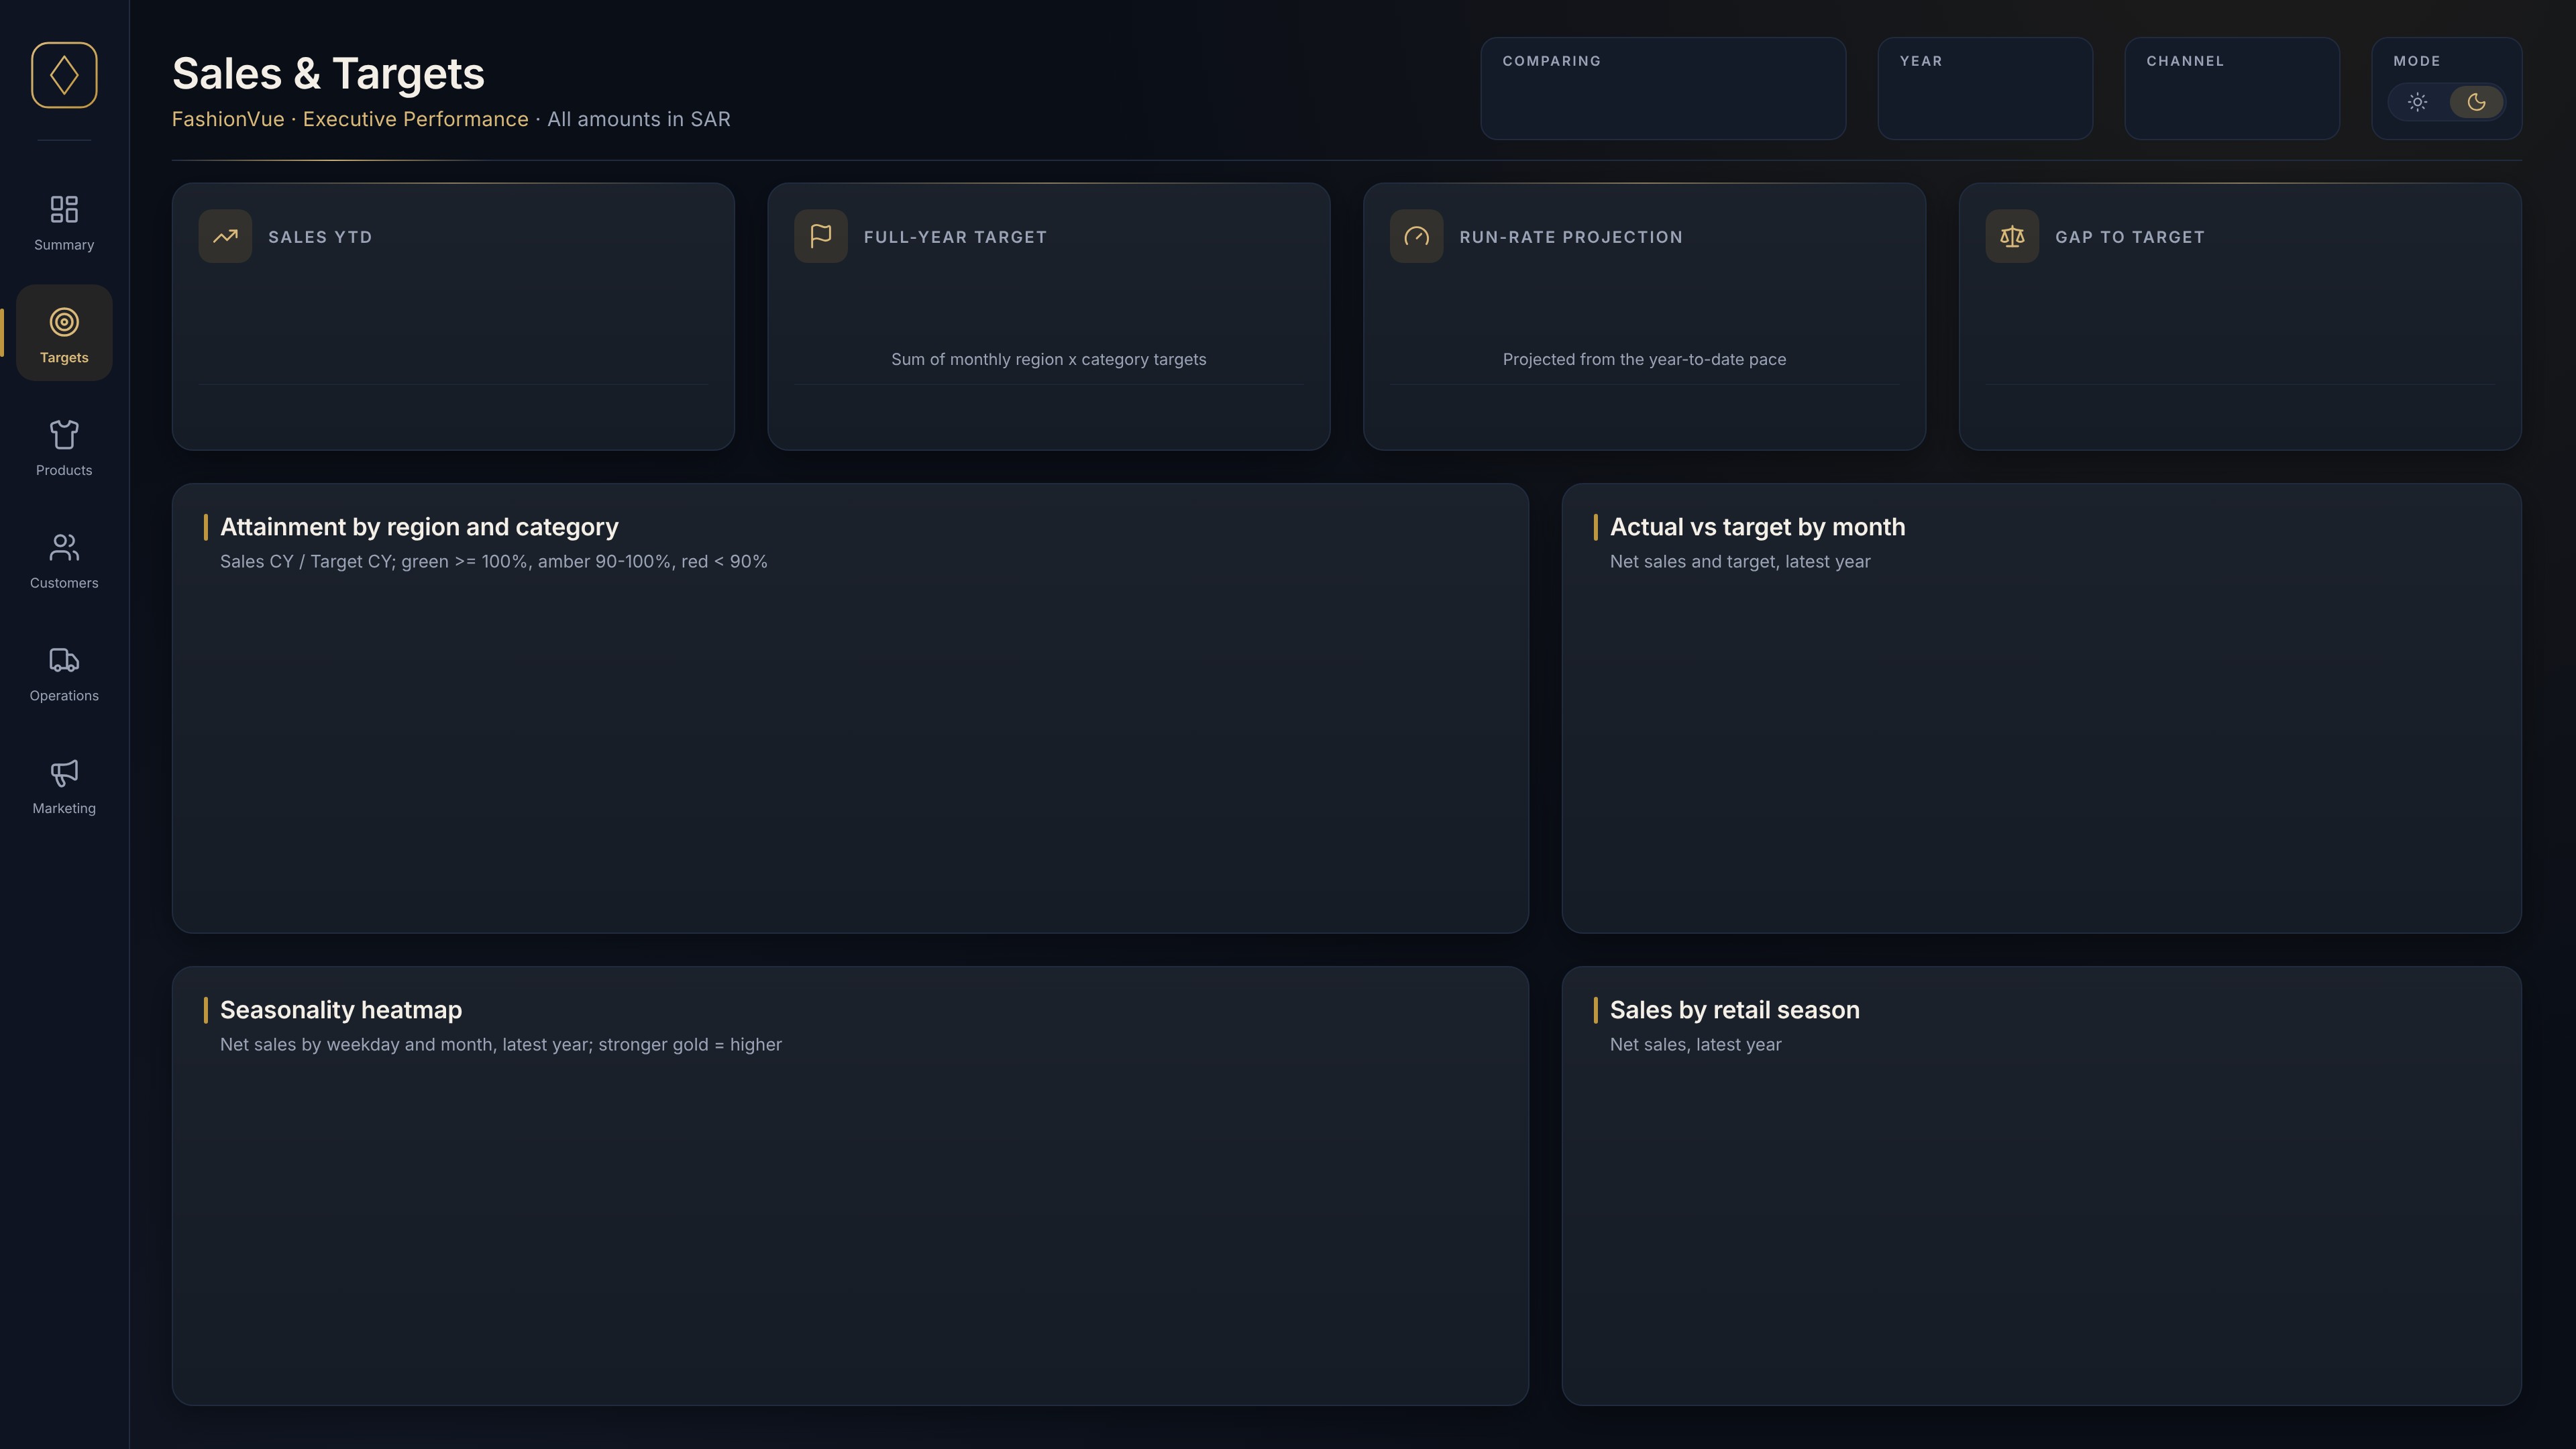 Sales & Targets
FashionVue · Executive Performance · All amounts in SAR
COMPARING
YEAR
CHANNEL
MODE
Summary
Targets
Products
Customers
Operations
Marketing
SALES YTD
FULL-YEAR TARGET
Sum of monthly region x category targets
RUN-RATE PROJECTION
Projected from the year-to-date pace
GAP TO TARGET
Attainment by region and category
Sales CY / Target CY; green >= 100%, amber 90-100%, red < 90%
Actual vs target by month
Net sales and target, latest year
Seasonality heatmap
Net sales by weekday and month, latest year; stronger gold = higher
Sales by retail season
Net sales, latest year